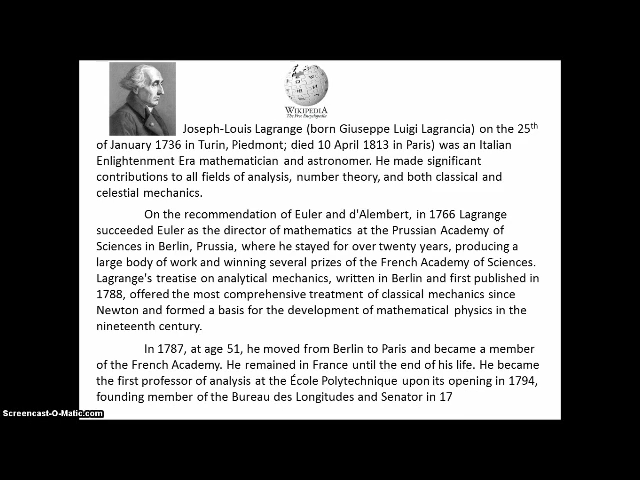 WIKIPEDIA
The Free Encyclopedia
Joseph-Louis Lagrange (born Giuseppe Luigi Lagrancia) on the 25th
of January 1736 in Turin, Piedmont; died 10 April 1813 in Paris) was an Italian
Enlightenment Era mathematician and astronomer. He made significant
contributions to all fields of analysis, number theory, and both classical and
celestial mechanics.
On the recommendation of Euler and d'Alembert, in 1766 Lagrange
succeeded Euler as the director of mathematics at the Prussian Academy of
Sciences in Berlin, Prussia, where he stayed for over twenty years, producing a
large body of work and winning several prizes of the French Academy of Sciences.
Lagrange's treatise on analytical mechanics, written in Berlin and first published in
1788, offered the most comprehensive treatment of classical mechanics since
Newton and formed a basis for the development of mathematical physics in the
nineteenth century.
In 1787, at age 51, he moved from Berlin to Paris and became a member
of the French Academy. He remained in France until the end of his life. He became
the first professor of analysis at the École Polytechnique upon its opening in 1794,
founding member of the Bureau des Longitudes and Senator in 17
Screencast-O-Matic.com